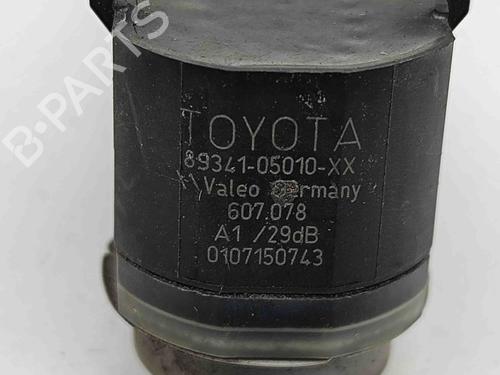 B-PARTS
TOYOTA
89341-05010-XX
Valeo Germany
607.078
A1 /29dB
0107150743